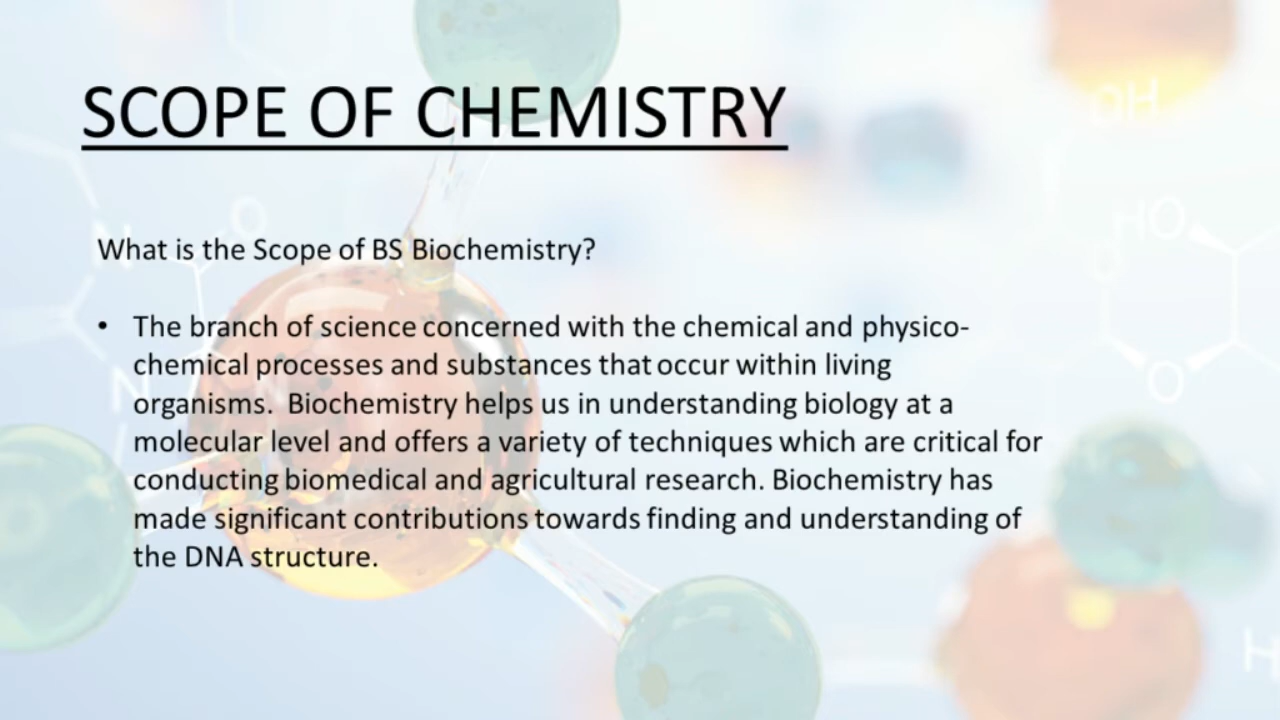 SCOPE OF CHEMISTRY
OH
HO
O
N
What is the Scope of BS Biochemistry?
• The branch of science concerned with the chemical and physico-
chemical processes and substances that occur within living
organisms.  Biochemistry helps us in understanding biology at a
molecular level and offers a variety of techniques which are critical for
conducting biomedical and agricultural research. Biochemistry has
made significant contributions towards finding and understanding of
the DNA structure.
O
N
H